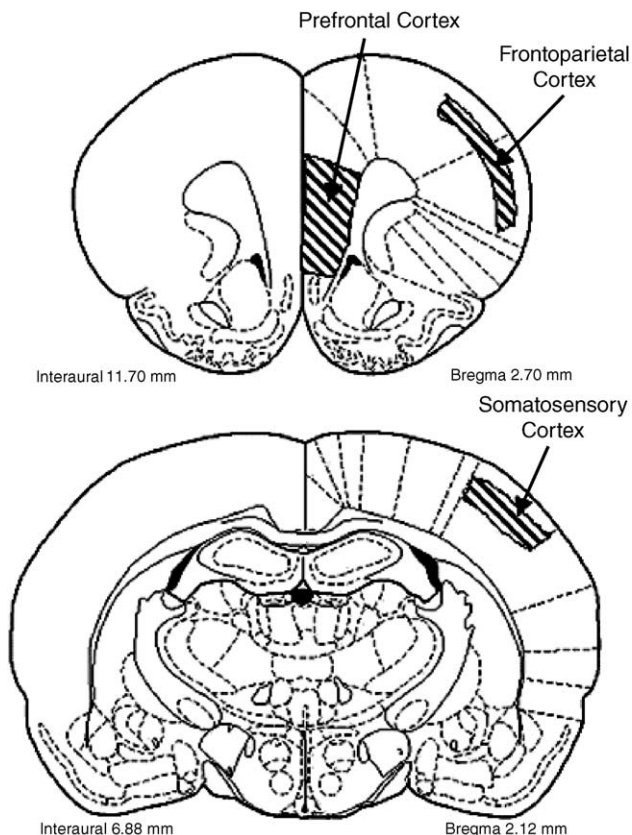 Prefrontal Cortex
Frontoparietal
Cortex
Interaural 11.70 mm
Bregma 2.70 mm
Somatosensory
Cortex
Interaural 6.88 mm
Bregma 2.12 mm